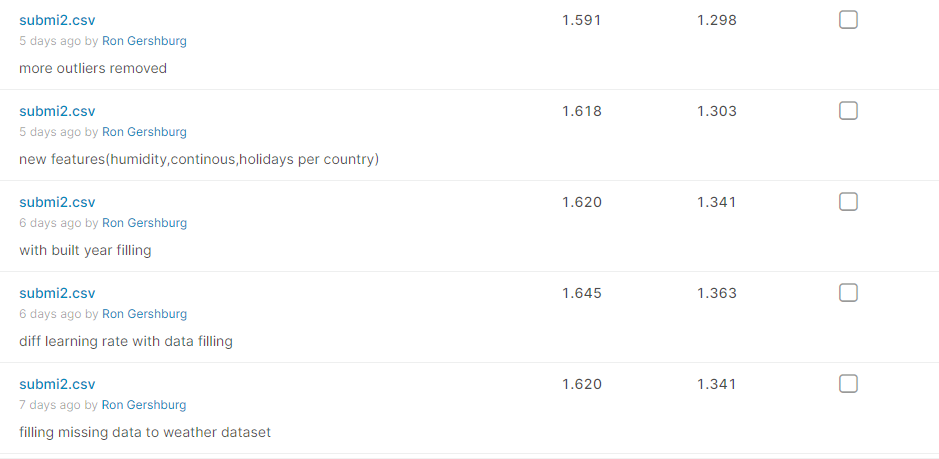 submi2.csv 1.591 1.298
5 days ago by Ron Gershburg
more outliers removed
submi2.csv 1.618 1.303
5 days ago by Ron Gershburg
new features(humidity,continous,holidays per country)
submi2.csv 1.620 1.341
6 days ago by Ron Gershburg
with built year filling
submi2.csv 1.645 1.363
6 days ago by Ron Gershburg
diff learning rate with data filling
submi2.csv 1.620 1.341
7 days ago by Ron Gershburg
filling missing data to weather dataset